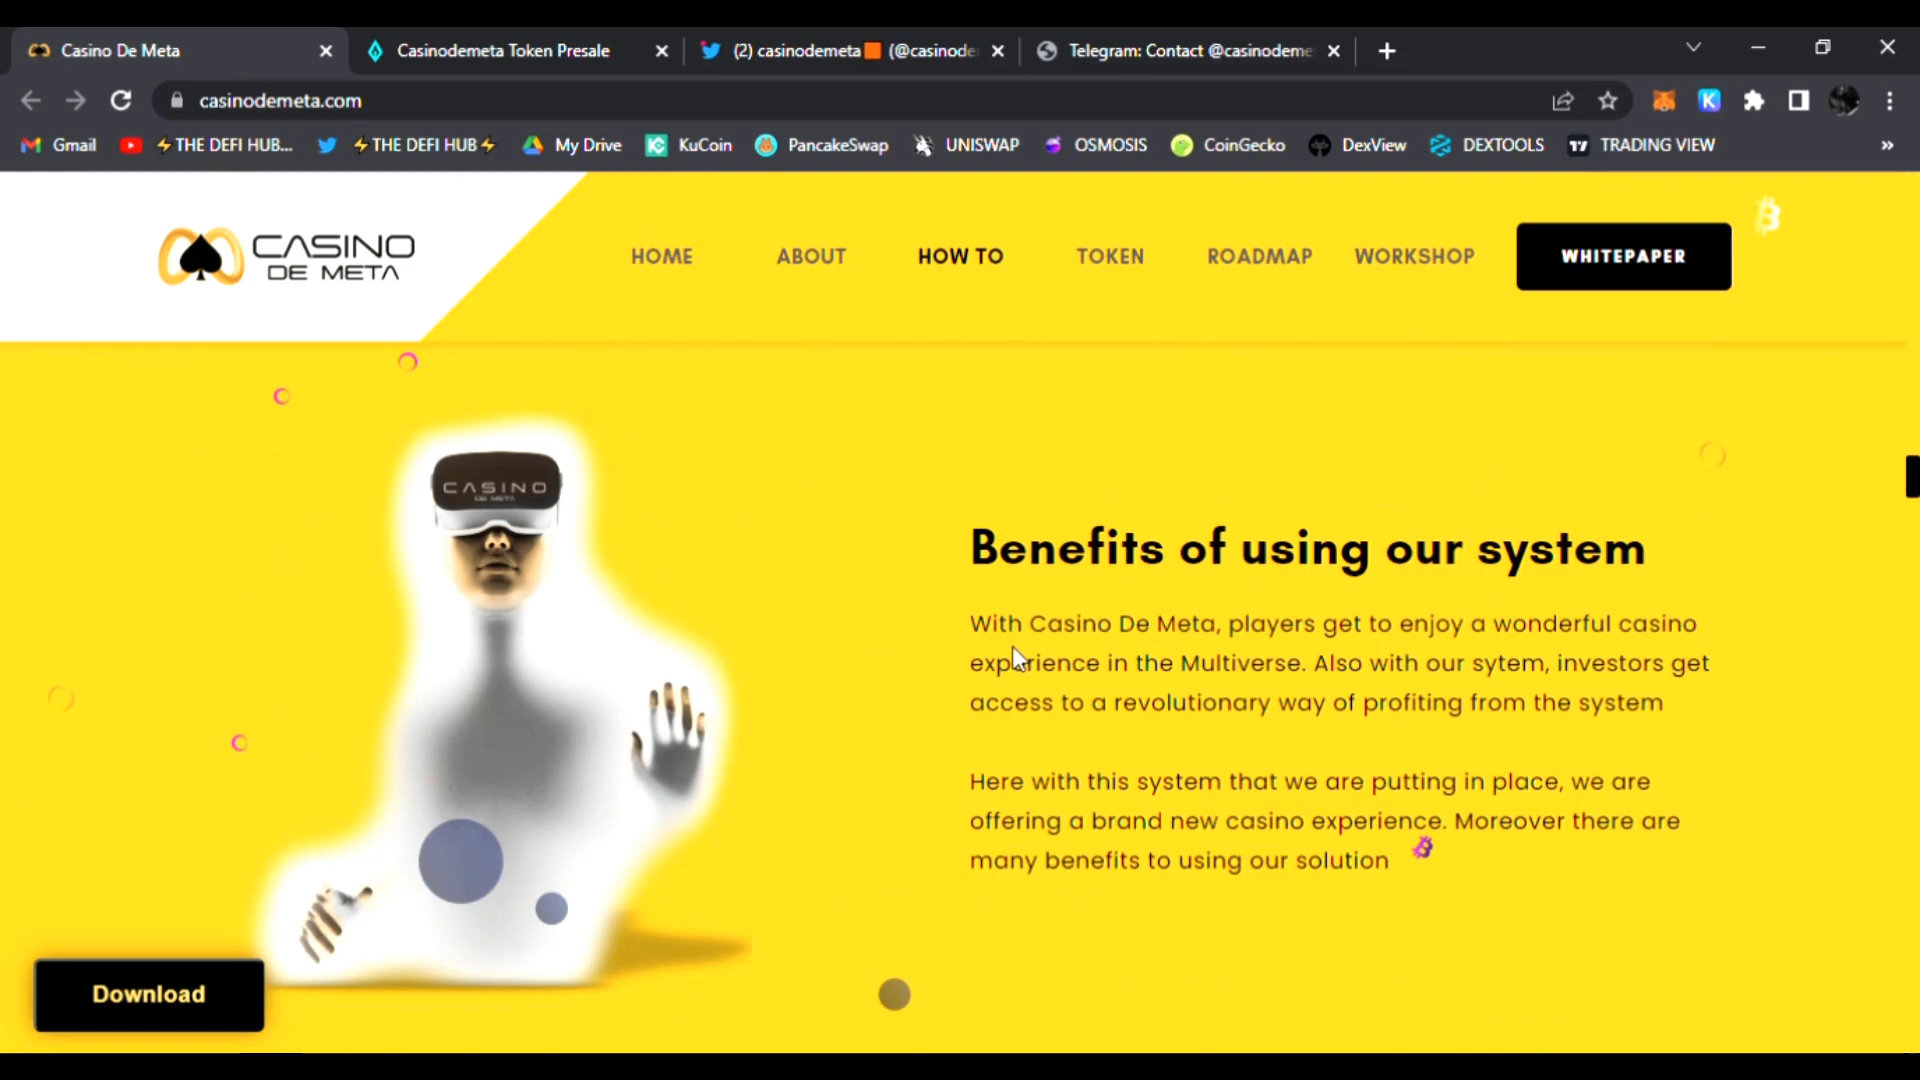 Casino De Meta
Casinodemeta Token Presale
(2) casinodemeta🟧 (@casinode
Telegram: Contact @casinodeme
casinodemeta.com
K
Gmail
⚡THE DEFI HUB...
⚡THE DEFI HUB⚡
My Drive
KuCoin
PancakeSwap
UNISWAP
OSMOSIS
CoinGecko
DexView
DEXTOOLS
TRADING VIEW
»
CASINO
DE META
HOME
ABOUT
HOW TO
TOKEN
ROADMAP
WORKSHOP
WHITEPAPER
CASINO
DE META
Benefits of using our system
With Casino De Meta, players get to enjoy a wonderful casino
experience in the Multiverse. Also with our sytem, investors get
access to a revolutionary way of profiting from the system
Here with this system that we are putting in place, we are
offering a brand new casino experience. Moreover there are
many benefits to using our solution
Download